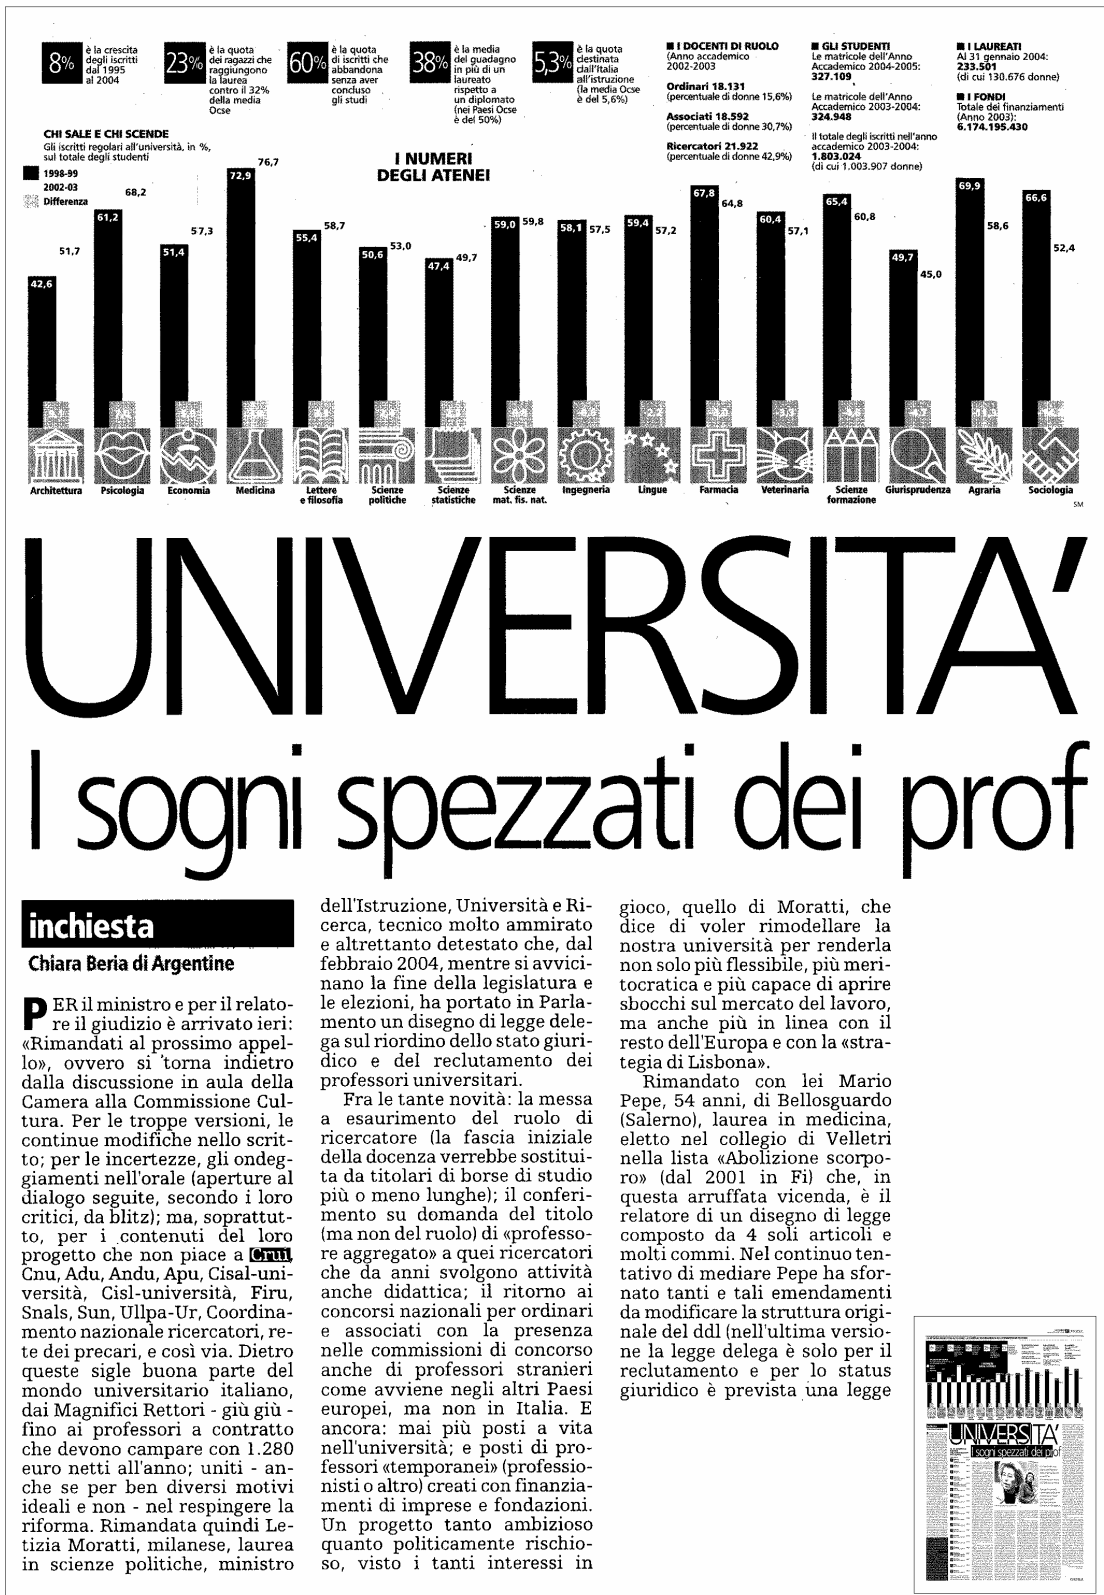 8%
è la crescita
degli iscritti
dal 1995
al 2004
23%
è la quota
dei ragazzi che
raggiungono
la laurea
contro il 32%
della media
Ocse
60%
è la quota
di iscritti che
abbandona
senza aver
concluso
gli studi
38%
è la media
del guadagno
in più di un
laureato
rispetto a
un diplomato
(nei Paesi Ocse
è del 50%)
5,3%
è la quota
destinata
dall'Italia
all'istruzione
(la media Ocse
è del 5,6%)
I DOCENTI DI RUOLO
(Anno accademico
2002-2003
Ordinari 18.131
(percentuale di donne 15,6%)
Associati 18.592
(percentuale di donne 30,7%)
Ricercatori 21.922
(percentuale di donne 42,9%)
GLI STUDENTI
Le matricole dell'Anno
Accademico 2004-2005:
327.109
Le matricole dell'Anno
Accademico 2003-2004:
324.948
Il totale degli iscritti nell'anno
accademico 2003-2004:
1.803.024
(di cui 1.003.907 donne)
I LAUREATI
Al 31 gennaio 2004:
233.501
(di cui 130.676 donne)
I FONDI
Totale dei finanziamenti
(Anno 2003):
6.174.195.430
CHI SALE E CHI SCENDE
Gli iscritti regolari all'università, in %,
sul totale degli studenti
1998-99
2002-03
Differenza
I NUMERI
DEGLI ATENEI
42,6 51,7
61,2 68,2
51,4 57,3
72,9 76,7
55,4 58,7
50,6 53,0
47,4 49,7
59,0 59,8
58,1 57,5
59,4 57,2
67,8 64,8
60,4 57,1
65,4 60,8
49,7 45,0
69,9 58,6
66,6 52,4
Architettura
Psicologia
Economia
Medicina
Lettere
e filosofia
Scienze
politiche
Scienze
statistiche
Scienze
mat. fis. nat.
Ingegneria
Lingue
Farmacia
Veterinaria
Scienze
formazione
Giurisprudenza
Agraria
Sociologia
SM
UNIVERSITA'
I sogni spezzati dei prof
inchiesta
Chiara Beria di Argentine
PER il ministro e per il relato-
re il giudizio è arrivato ieri:
«Rimandati al prossimo appel-
lo», ovvero si torna indietro
dalla discussione in aula della
Camera alla Commissione Cul-
tura. Per le troppe versioni, le
continue modifiche nello scrit-
to; per le incertezze, gli ondeg-
giamenti nell'orale (aperture al
dialogo seguite, secondo i loro
critici, da blitz); ma, soprattut-
to, per i contenuti del loro
progetto che non piace a Crui,
Cnu, Adu, Andu, Apu, Cisal-uni-
versità, Cisl-università, Firu,
Snals, Sun, Ullpa-Ur, Coordina-
mento nazionale ricercatori, re-
te dei precari, e così via. Dietro
queste sigle buona parte del
mondo universitario italiano,
dai Magnifici Rettori - giù giù -
fino ai professori a contratto
che devono campare con 1.280
euro netti all'anno; uniti - an-
che se per ben diversi motivi
ideali e non - nel respingere la
riforma. Rimandata quindi Le-
tizia Moratti, milanese, laurea
in scienze politiche, ministro
dell'Istruzione, Università e Ri-
cerca, tecnico molto ammirato
e altrettanto detestato che, dal
febbraio 2004, mentre si avvici-
nano la fine della legislatura e
le elezioni, ha portato in Parla-
mento un disegno di legge dele-
ga sul riordino dello stato giuri-
dico e del reclutamento dei
professori universitari.
Fra le tante novità: la messa
a esaurimento del ruolo di
ricercatore (la fascia iniziale
della docenza verrebbe sostitui-
ta da titolari di borse di studio
più o meno lunghe); il conferi-
mento su domanda del titolo
(ma non del ruolo) di «professo-
re aggregato» a quei ricercatori
che da anni svolgono attività
anche didattica; il ritorno ai
concorsi nazionali per ordinari
e associati con la presenza
nelle commissioni di concorso
anche di professori stranieri
come avviene negli altri Paesi
europei, ma non in Italia. E
ancora: mai più posti a vita
nell'università; e posti di pro-
fessori «temporanei» (professio-
nisti o altro) creati con finanzia-
menti di imprese e fondazioni.
Un progetto tanto ambizioso
quanto politicamente rischio-
so, visto i tanti interessi in
gioco, quello di Moratti, che
dice di voler rimodellare la
nostra università per renderla
non solo più flessibile, più meri-
tocratica e più capace di aprire
sbocchi sul mercato del lavoro,
ma anche più in linea con il
resto dell'Europa e con la «stra-
tegia di Lisbona».
Rimandato con lei Mario
Pepe, 54 anni, di Bellosguardo
(Salerno), laurea in medicina,
eletto nel collegio di Velletri
nella lista «Abolizione scorpo-
ro» (dal 2001 in Fi) che, in
questa arruffata vicenda, è il
relatore di un disegno di legge
composto da 4 soli articoli e
molti commi. Nel continuo ten-
tativo di mediare Pepe ha sfor-
nato tanti e tali emendamenti
da modificare la struttura origi-
nale del ddl (nell'ultima versio-
ne la legge delega è solo per il
reclutamento e per lo status
giuridico è prevista una legge
UNIVERSITA'
I sogni spezzati dei prof